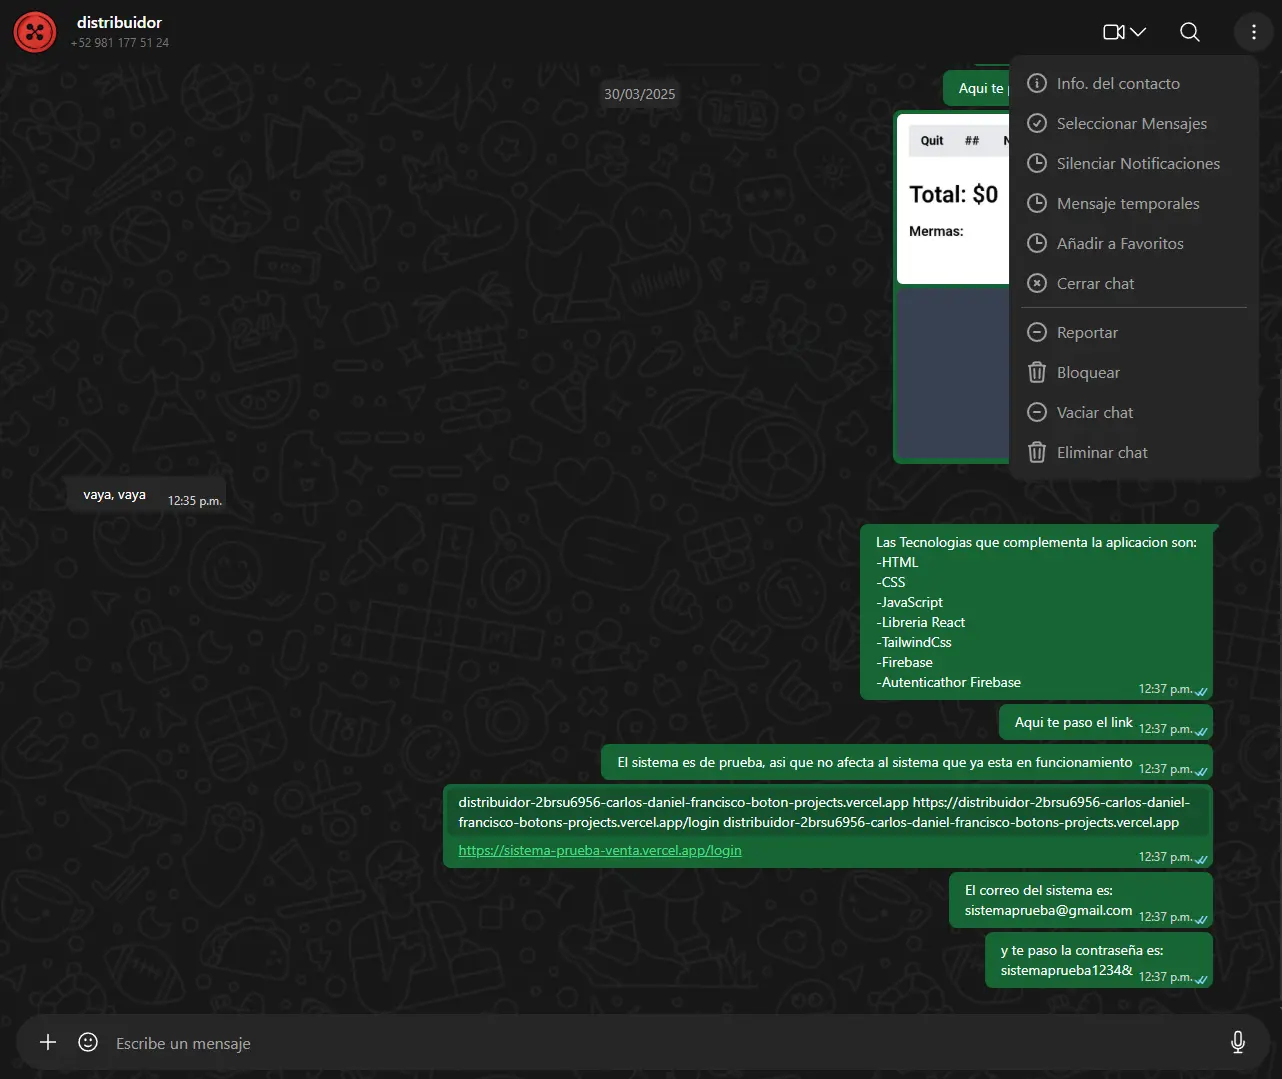 distribuidor
+52 981 177 51 24
30/03/2025
Aqui te
Quit ##
Total: $0
Mermas:
Info. del contacto
Seleccionar Mensajes
Silenciar Notificaciones
Mensaje temporales
Añadir a Favoritos
Cerrar chat
Reportar
Bloquear
Vaciar chat
Eliminar chat
vaya, vaya 12:35 p.m.
Las Tecnologias que complementa la aplicacion son:
-HTML
-CSS
-JavaScript
-Libreria React
-TailwindCss
-Firebase
-Autenticathor Firebase
12:37 p.m.
Aqui te paso el link 12:37 p.m.
El sistema es de prueba, asi que no afecta al sistema que ya esta en funcionamiento 12:37 p.m.
distribuidor-2brsu6956-carlos-daniel-francisco-boton-projects.vercel.app https://distribuidor-2brsu6956-carlos-daniel-
francisco-botons-projects.vercel.app/login distribuidor-2brsu6956-carlos-daniel-francisco-botons-projects.vercel.app
https://sistema-prueba-venta.vercel.app/login
12:37 p.m.
El correo del sistema es:
sistemaprueba@gmail.com 12:37 p.m.
y te paso la contraseña es:
sistemaprueba1234& 12:37 p.m.
Escribe un mensaje